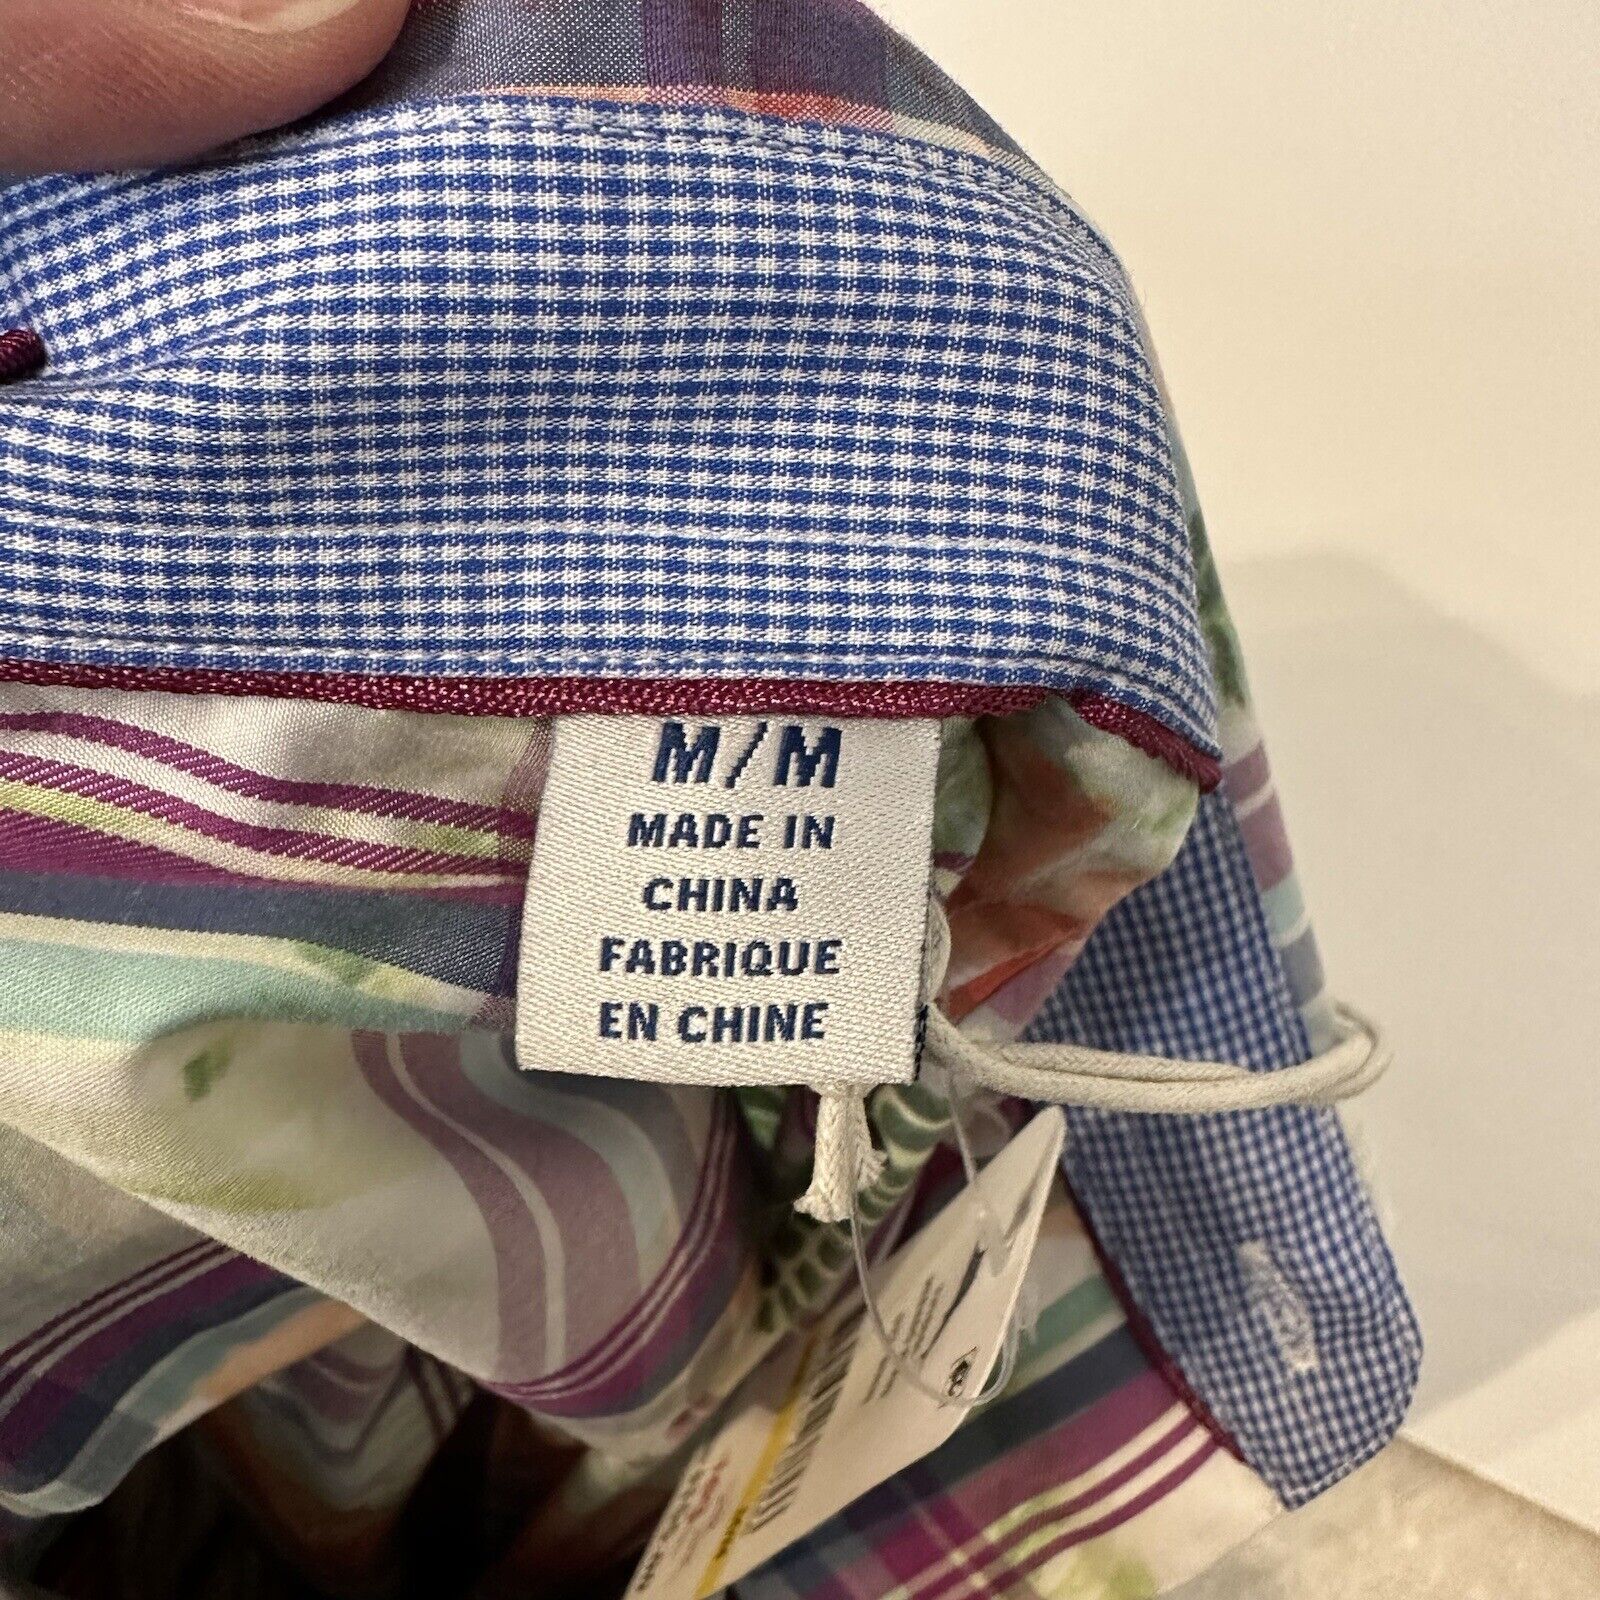 M/M
MADE IN
CHINA
FABRIQUE
EN CHINE